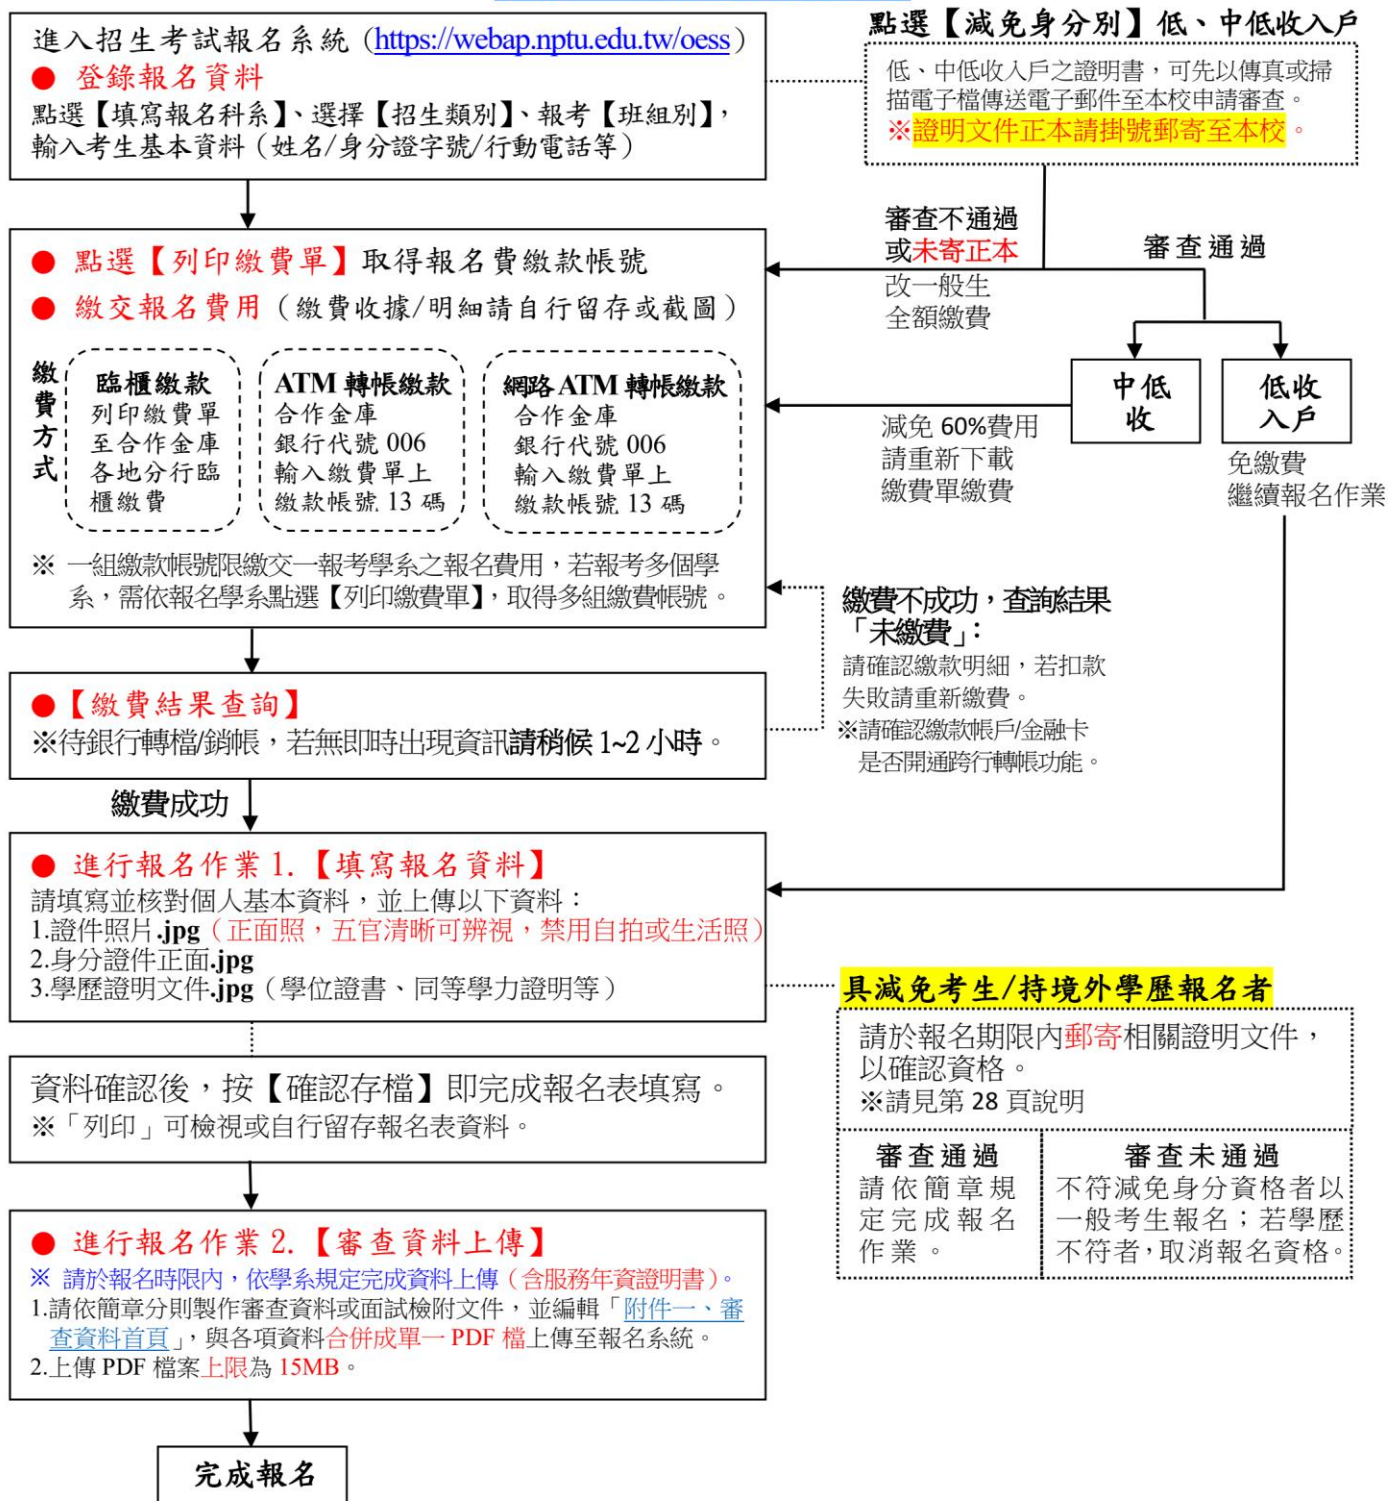 進入招生考試報名系統（https://webap.nptu.edu.tw/oess）
● 登錄報名資料
點選【填寫報名科系】、選擇【招生類別】、報考【班組別】，
輸入考生基本資料（姓名/身分證字號/行動電話等）
點選【減免身分別】低、中低收入戶
低、中低收入戶之證明書，可先以傳真或掃
描電子檔傳送電子郵件至本校申請審查。
※證明文件正本請掛號郵寄至本校。
審查不通過
或未寄正本
改一般生
全額繳費
審查通過
中低
收
低收
入戶
減免 60%費用
請重新下載
繳費單繳費
免繳費
繼續報名作業
● 點選【列印繳費單】取得報名費繳款帳號
● 繳交報名費用（繳費收據/明細請自行留存或截圖）
繳費方式
臨櫃繳款
列印繳費單
至合作金庫
各地分行臨
櫃繳費
ATM 轉帳繳款
合作金庫
銀行代號 006
輸入繳費單上
繳款帳號 13 碼
網路 ATM 轉帳繳款
合作金庫
銀行代號 006
輸入繳費單上
繳款帳號 13 碼
※ 一組繳款帳號限繳交一報考學系之報名費用，若報考多個學
系，需依報名學系點選【列印繳費單】，取得多組繳費帳號。
繳費不成功，查詢結果
「未繳費」：
請確認繳款明細，若扣款
失敗請重新繳費。
※請確認繳款帳戶/金融卡
是否開通跨行轉帳功能。
●【繳費結果查詢】
※待銀行轉檔/銷帳，若無即時出現資訊請稍候 1~2 小時。
繳費成功
● 進行報名作業 1.【填寫報名資料】
請填寫並核對個人基本資料，並上傳以下資料：
1.證件照片.jpg（正面照，五官清晰可辨視，禁用自拍或生活照）
2.身分證件正面.jpg
3.學歷證明文件.jpg（學位證書、同等學力證明等）
具減免考生/持境外學歷報名者
請於報名期限內郵寄相關證明文件，
以確認資格。
※請見第 28 頁說明
審查通過
請依簡章規
定完成報名
作業。
審查未通過
不符減免身分資格者以
一般考生報名；若學歷
不符者，取消報名資格。
資料確認後，按【確認存檔】即完成報名表填寫。
※「列印」可檢視或自行留存報名表資料。
● 進行報名作業 2.【審查資料上傳】
※ 請於報名時限內，依學系規定完成資料上傳（含服務年資證明書）。
1.請依簡章分則製作審查資料或面試檢附文件，並編輯「附件一、審
查資料首頁」，與各項資料合併成單一 PDF 檔上傳至報名系統。
2.上傳 PDF 檔案上限為 15MB。
完成報名